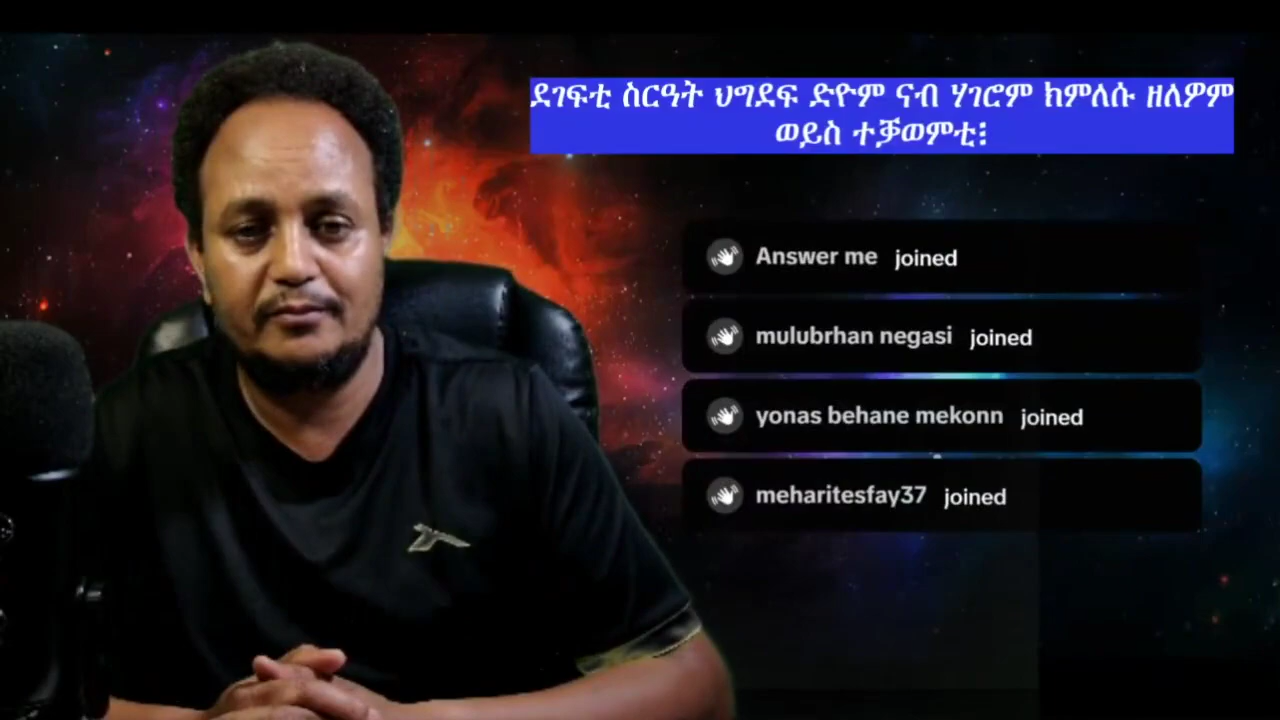 ደገፍቲ ስርዓት ህግደፍ ድዮም ናብ ሃገሮም ክምለሱ ዘለዎም
ወይስ ተቓወምቲ፧
Answer me joined
mulubrhan negasi joined
yonas behane mekonn joined
meharitesfay37 joined